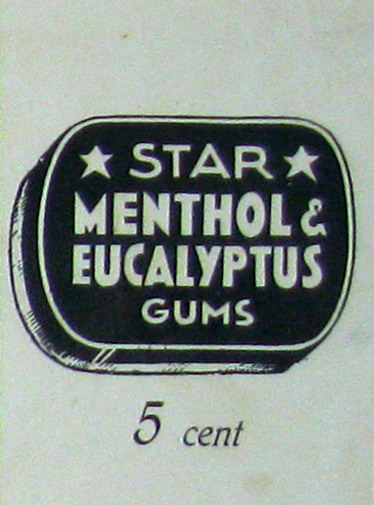 ★ STAR ★
MENTHOL &
EUCALYPTUS
GUMS
5 cent